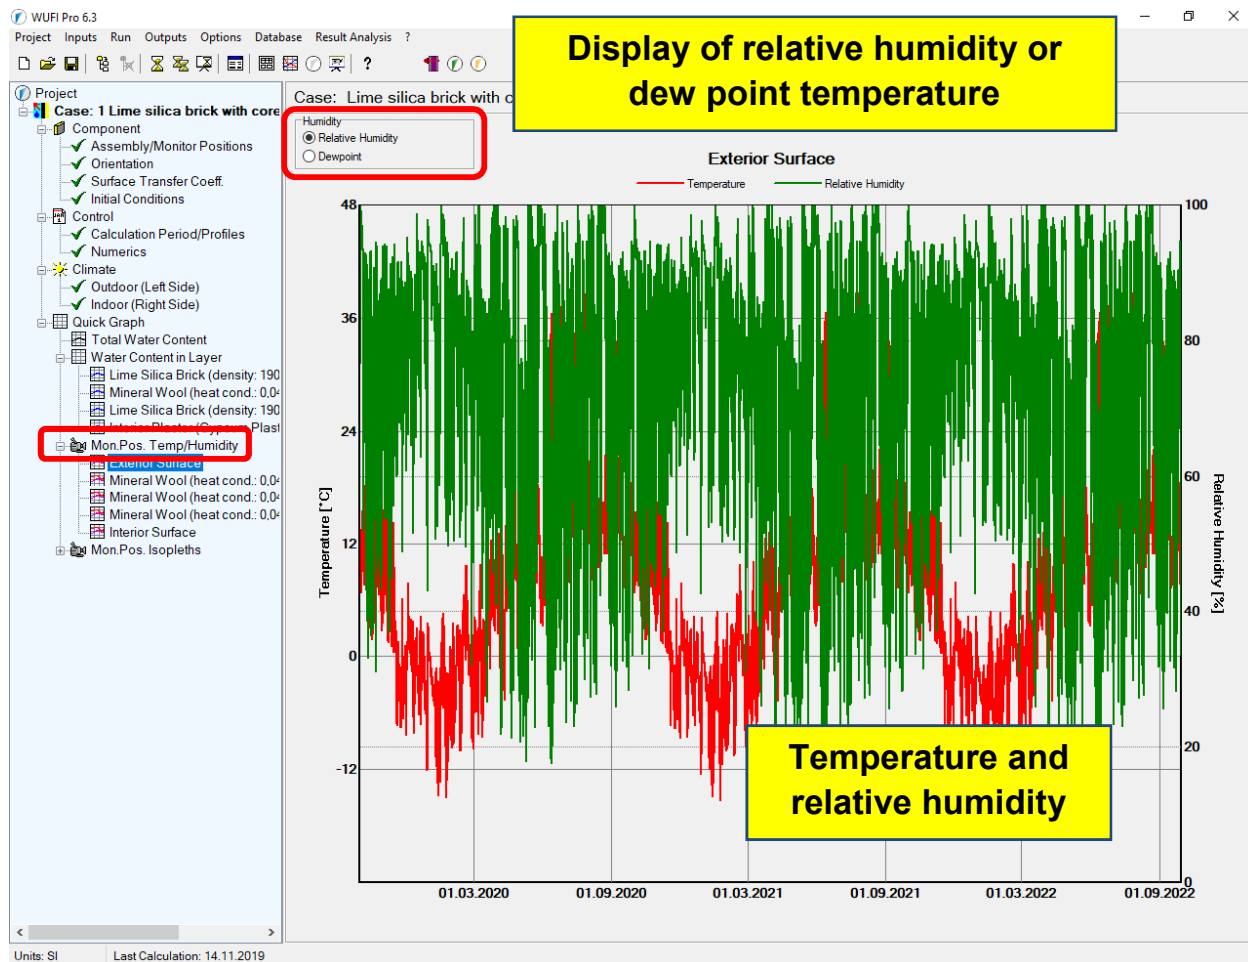 WUFI Pro 6.3
Project Inputs Run Outputs Options Database Result Analysis ?
Display of relative humidity or
dew point temperature
Project
Case: 1 Lime silica brick with core
Component
Assembly/Monitor Positions
Orientation
Surface Transfer Coeff.
Initial Conditions
Control
Calculation Period/Profiles
Numerics
Climate
Outdoor (Left Side)
Indoor (Right Side)
Quick Graph
Total Water Content
Water Content in Layer
Lime Silica Brick (density: 190
Mineral Wool (heat cond.: 0,04
Lime Silica Brick (density: 190
Interior Plaster (Gypsum Plast
Mon.Pos. Temp/Humidity
Exterior Surface
Mineral Wool (heat cond.: 0,04
Mineral Wool (heat cond.: 0,04
Mineral Wool (heat cond.: 0,04
Interior Surface
Mon.Pos. Isopleths
Case: Lime silica brick with
Humidity
Relative Humidity
Dewpoint
Exterior Surface
Temperature
Relative Humidity
48
36
24
12
0
-12
Temperature [°C]
100
80
60
40
20
0
Relative Humidity [%]
Temperature and
relative humidity
01.03.2020 01.09.2020 01.03.2021 01.09.2021 01.03.2022 01.09.2022
Units: SI Last Calculation: 14.11.2019